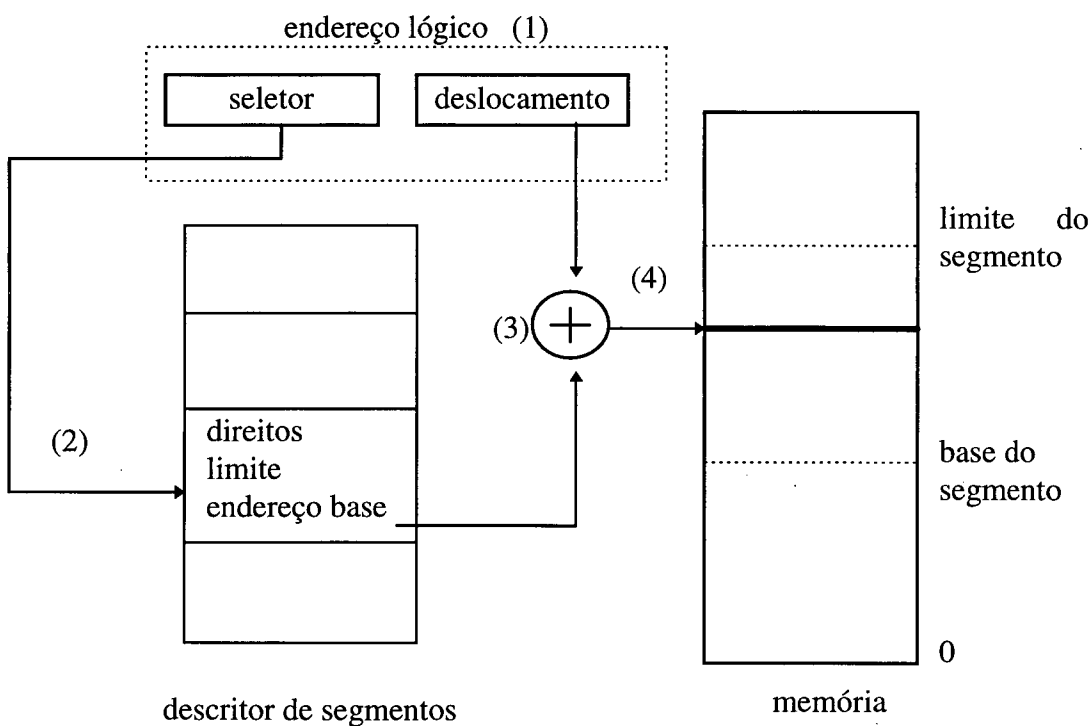 endereço lógico (1)
seletor
deslocamento
limite do
segmento
(4)
(3)
direitos
limite
endereço base
(2)
base do
segmento
0
descritor de segmentos
memória